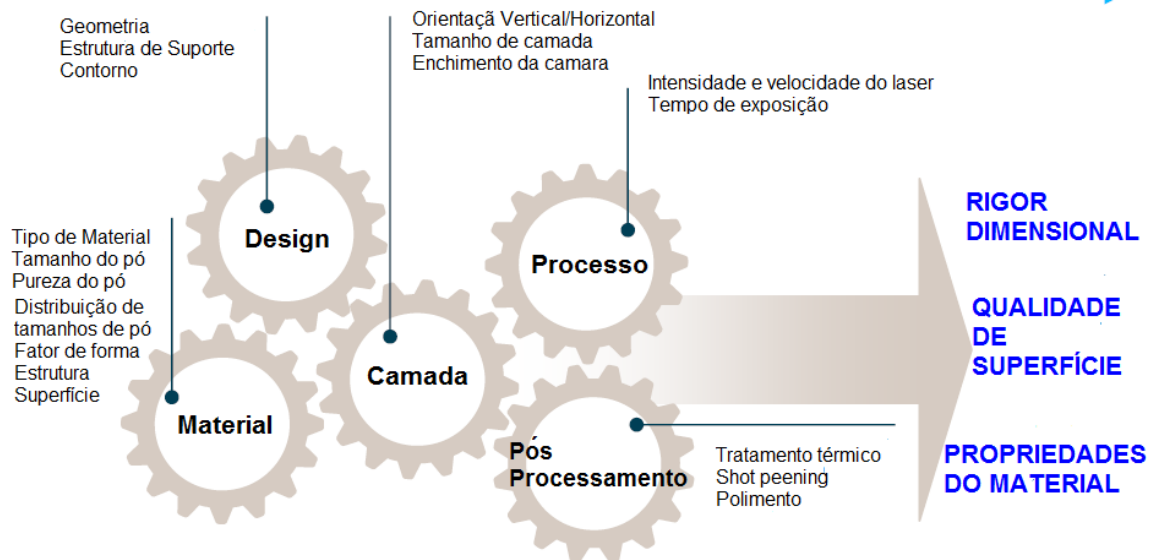 Geometria
Estrutura de Suporte
Contorno
Orientaçã Vertical/Horizontal
Tamanho de camada
Enchimento da camara
Intensidade e velocidade do laser
Tempo de exposição
Tipo de Material
Tamanho do pó
Pureza do pó
Distribuição de
tamanhos de pó
Fator de forma
Estrutura
Superfície
Design
Processo
Camada
Material
Pós
Processamento
Tratamento térmico
Shot peening
Polimento
RIGOR
DIMENSIONAL
QUALIDADE
DE
SUPERFÍCIE
PROPRIEDADES
DO MATERIAL